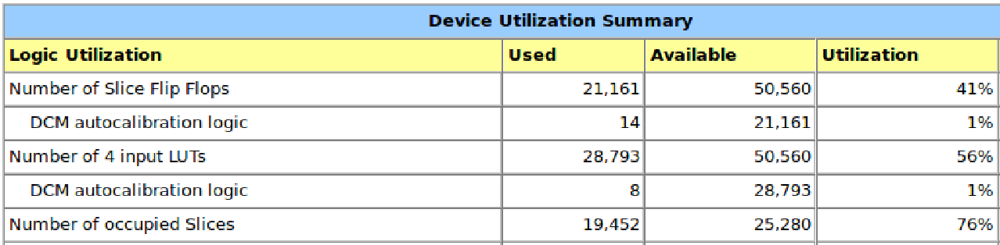 Device Utilization Summary
Logic Utilization Used Available Utilization
Number of Slice Flip Flops 21,161 50,560 41%
DCM autocalibration logic 14 21,161 1%
Number of 4 input LUTs 28,793 50,560 56%
DCM autocalibration logic 8 28,793 1%
Number of occupied Slices 19,452 25,280 76%